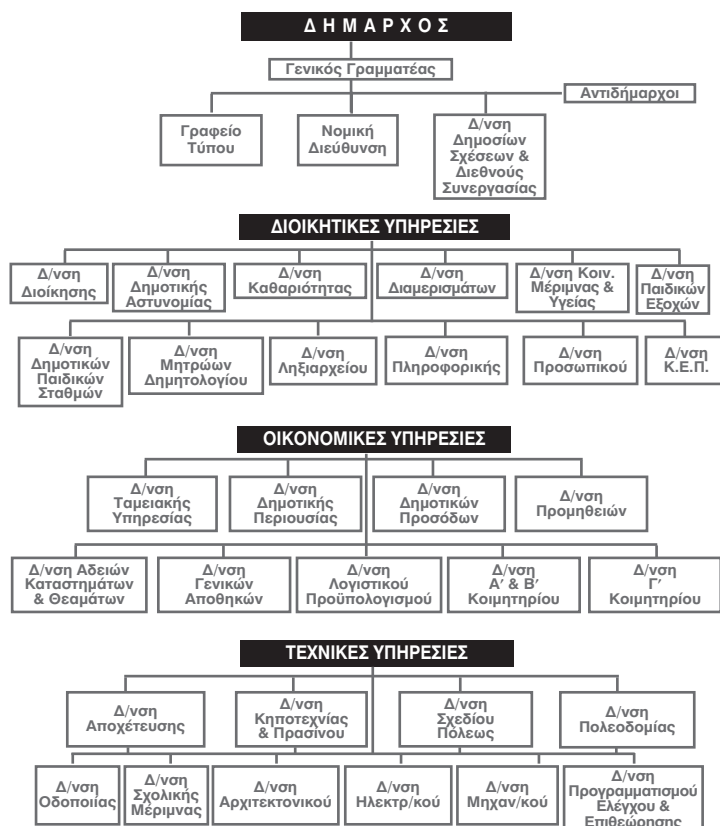 ΔΗΜΑΡΧΟΣ
Γενικός Γραμματέας
Αντιδήμαρχοι
Γραφείο
Τύπου
Νομική
Διεύθυνση
Δ/νση
Δημοσίων
Σχέσεων &
Διεθνούς
Συνεργασίας
ΔΙΟΙΚΗΤΙΚΕΣ ΥΠΗΡΕΣΙΕΣ
Δ/νση
Διοίκησης
Δ/νση
Δημοτικής
Αστυνομίας
Δ/νση
Καθαριότητας
Δ/νση
Διαμερισμάτων
Δ/νση Κοιν.
Μέριμνας &
Υγείας
Δ/νση
Παιδικών
Εξοχών
Δ/νση
Δημοτικών
Παιδικών
Σταθμών
Δ/νση
Μητρώων
Δημητολογίου
Δ/νση
Ληξιαρχείου
Δ/νση
Πληροφορικής
Δ/νση
Προσωπικού
Δ/νση
Κ.Ε.Π.
ΟΙΚΟΝΟΜΙΚΕΣ ΥΠΗΡΕΣΙΕΣ
Δ/νση
Ταμειακής
Υπηρεσίας
Δ/νση
Δημοτικής
Περιουσίας
Δ/νση
Δημοτικών
Προσόδων
Δ/νση
Προμηθειών
Δ/νση Αδειών
Καταστημάτων
& Θεαμάτων
Δ/νση
Γενικών
Αποθηκών
Δ/νση
Λογιστικού
Προϋπολογισμού
Δ/νση
Α′ & Β′
Κοιμητηρίου
Δ/νση
Γ′
Κοιμητηρίου
ΤΕΧΝΙΚΕΣ ΥΠΗΡΕΣΙΕΣ
Δ/νση
Αποχέτευσης
Δ/νση
Κηποτεχνίας
& Πρασίνου
Δ/νση
Σχεδίου
Πόλεως
Δ/νση
Πολεοδομίας
Δ/νση
Οδοποιίας
Δ/νση
Σχολικής
Μέριμνας
Δ/νση
Αρχιτεκτονικού
Δ/νση
Ηλεκτρ/κού
Δ/νση
Μηχαν/κού
Δ/νση
Προγραμματισμού
Ελέγχου &
Επιθεώρησης